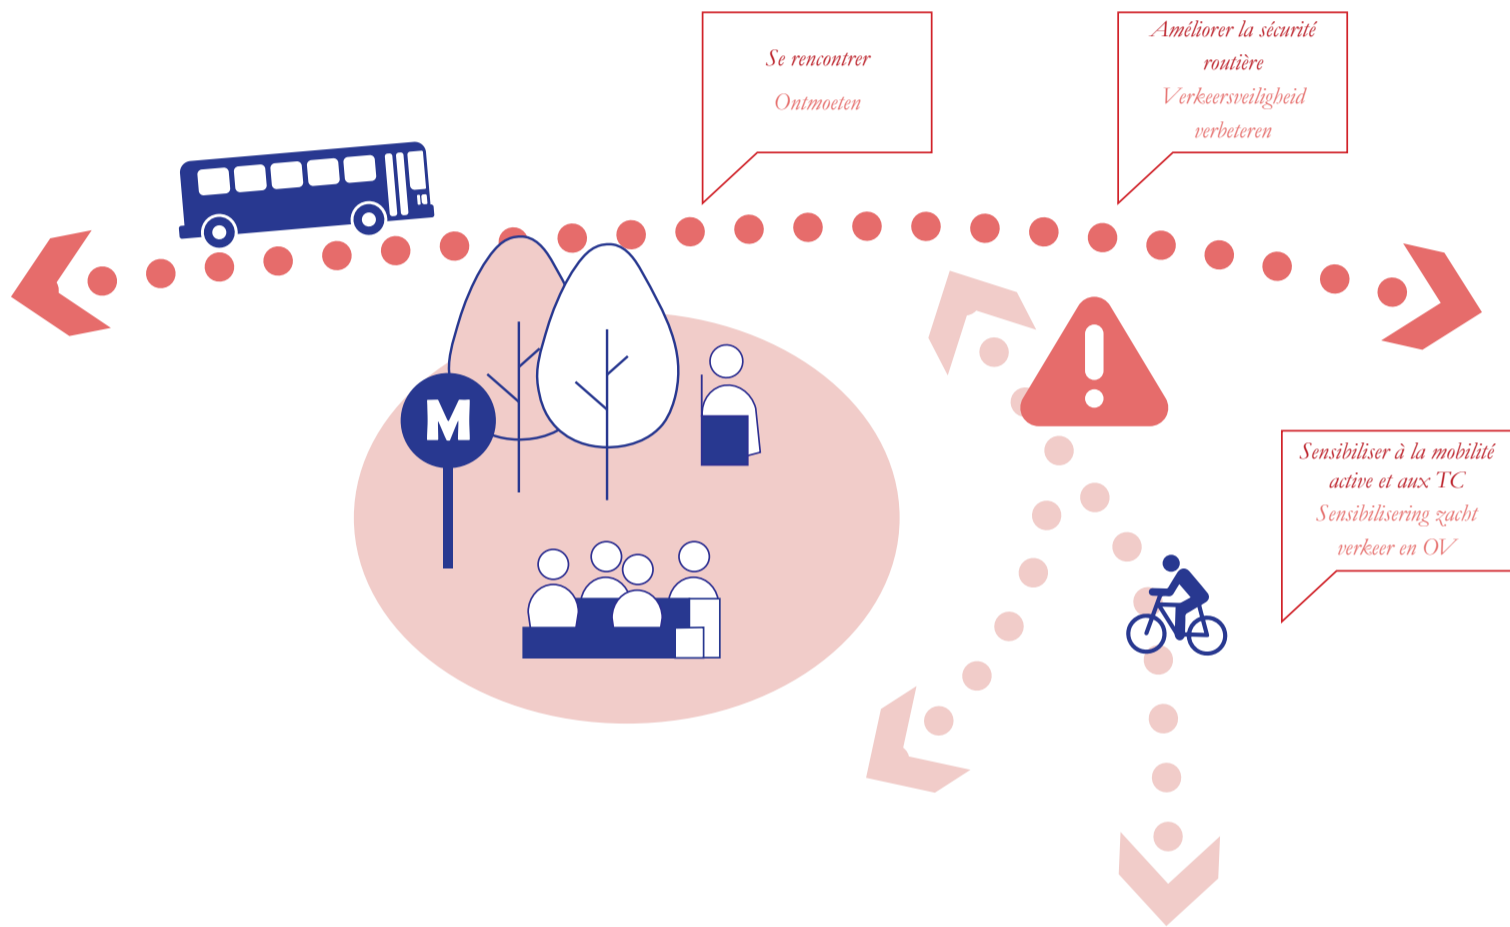 Se rencontrer
Ontmoeten
Améliorer la sécurité
routière
Verkeersveiligheid
verbeteren
M
Sensibiliser à la mobilité
active et aux TC
Sensibilisering zacht
verkeer en OV